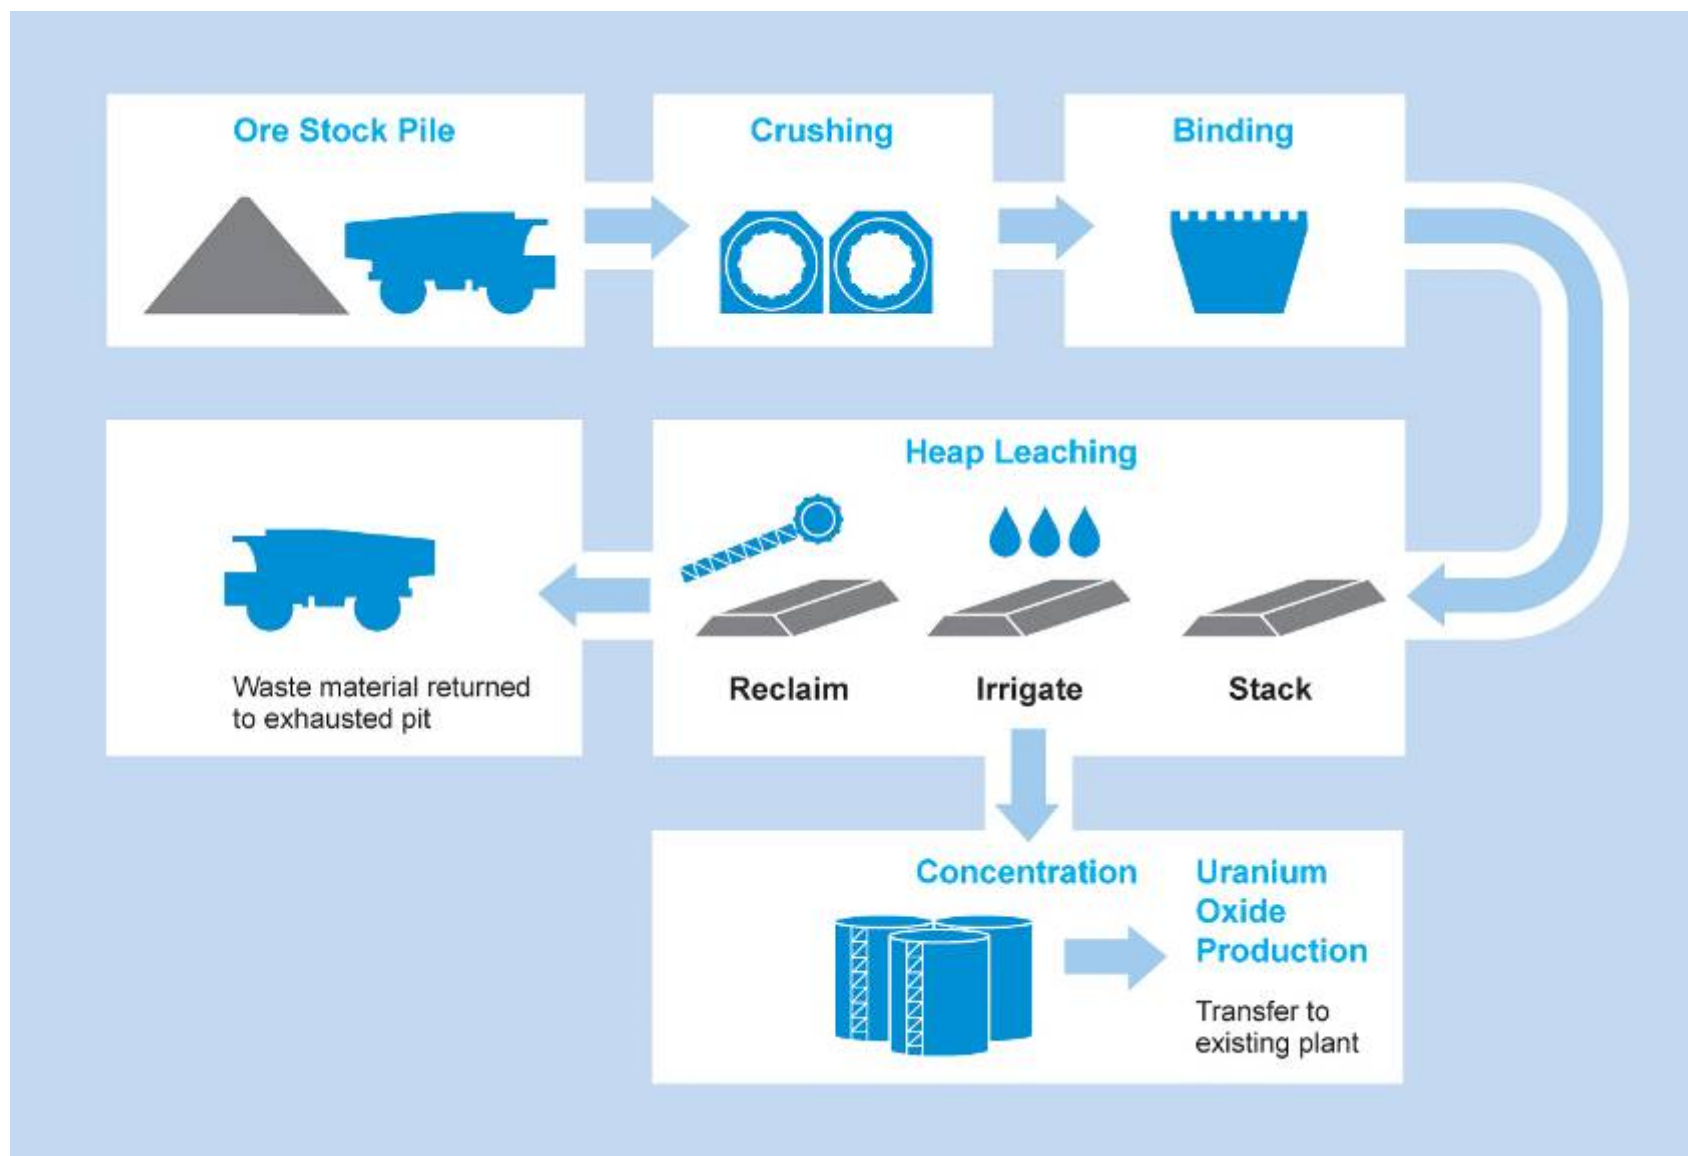 Ore Stock Pile
Crushing
Binding
Heap Leaching
Reclaim
Irrigate
Stack
Waste material returned
to exhausted pit
Concentration
Uranium
Oxide
Production
Transfer to
existing plant